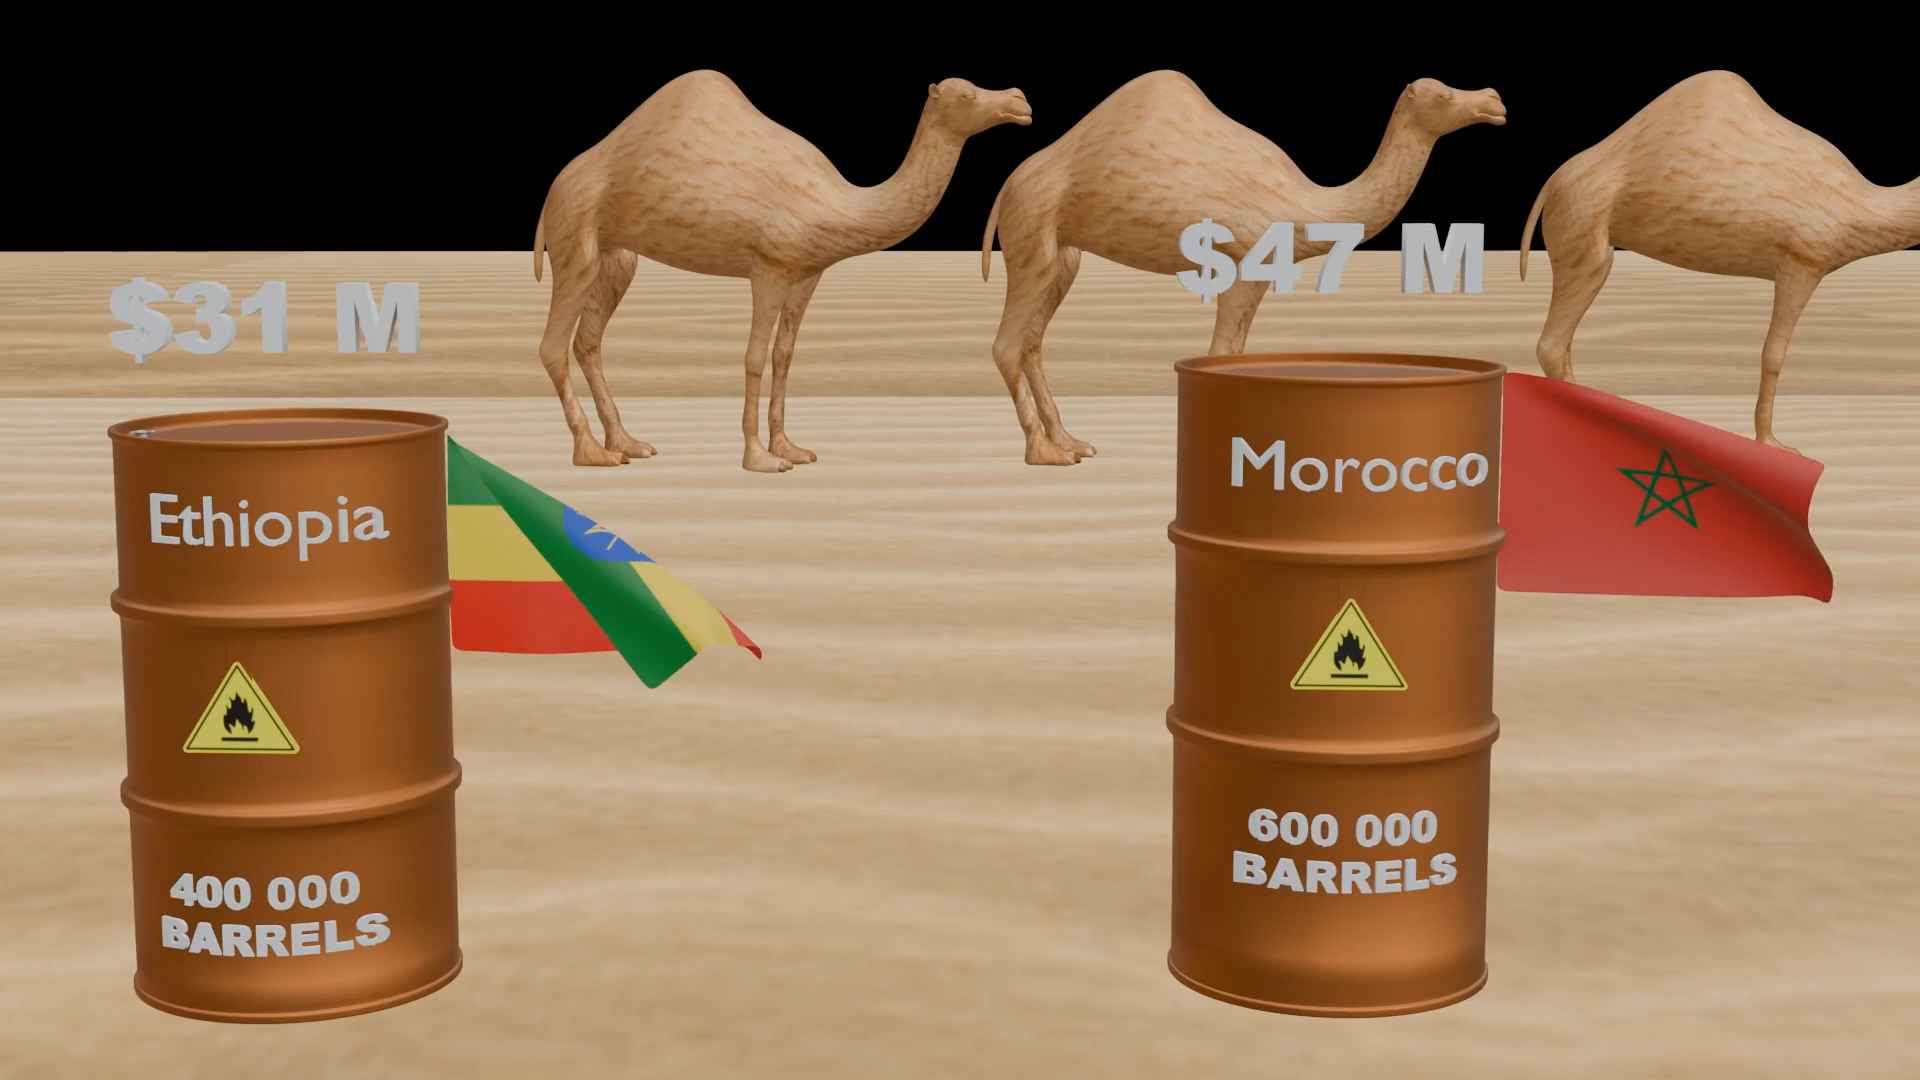 $31 M
Ethiopia
400 000
BARRELS
$47 M
Morocco
600 000
BARRELS